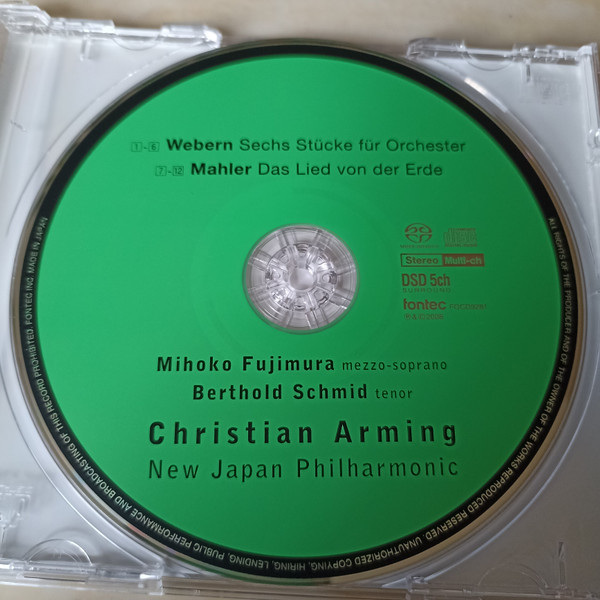 1-6 Webern Sechs Stücke für Orchester
7-12 Mahler Das Lied von der Erde
Stereo Multi-ch
DSD 5ch
SURROUND
fontec
Mihoko Fujimura mezzo-soprano
Berthold Schmid tenor
Christian Arming
New Japan Philharmonic
ALL RIGHTS OF THE PRODUCER AND OF THE OWNER OF THE WORKS REPRODUCED RESERVED. UNAUTHORIZED COPYING, HIRING, LENDING, PUBLIC PERFORMANCE AND BROADCASTING OF THIS RECORD PROHIBITED. FONTEC INC. MADE IN JAPAN